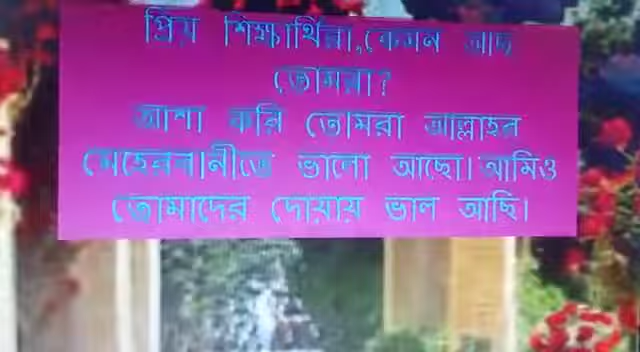 প্রিয় শিক্ষার্থিরা,কেমন আছ
তোমরা?
আশা করি তোমরা আল্লাহর
মেহেরবানীতে ভালো আছো। আমিও
তোমাদের দোয়ায় ভাল আছি।